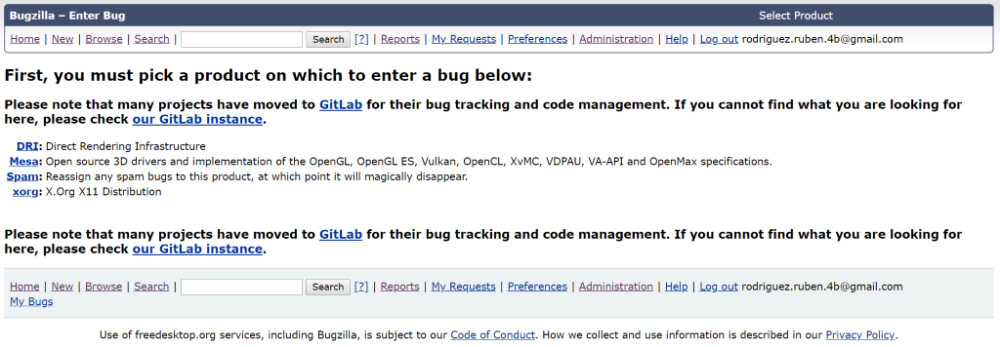 Bugzilla – Enter Bug Select Product
Home | New | Browse | Search | Search [?] | Reports | My Requests | Preferences | Administration | Help | Log out rodriguez.ruben.4b@gmail.com
First, you must pick a product on which to enter a bug below:
Please note that many projects have moved to GitLab for their bug tracking and code management. If you cannot find what you are looking for
here, please check our GitLab instance.
DRI: Direct Rendering Infrastructure
Mesa: Open source 3D drivers and implementation of the OpenGL, OpenGL ES, Vulkan, OpenCL, XvMC, VDPAU, VA-API and OpenMax specifications.
Spam: Reassign any spam bugs to this product, at which point it will magically disappear.
xorg: X.Org X11 Distribution
Please note that many projects have moved to GitLab for their bug tracking and code management. If you cannot find what you are looking for
here, please check our GitLab instance.
Home | New | Browse | Search | Search [?] | Reports | My Requests | Preferences | Administration | Help | Log out rodriguez.ruben.4b@gmail.com
My Bugs
Use of freedesktop.org services, including Bugzilla, is subject to our Code of Conduct. How we collect and use information is described in our Privacy Policy.